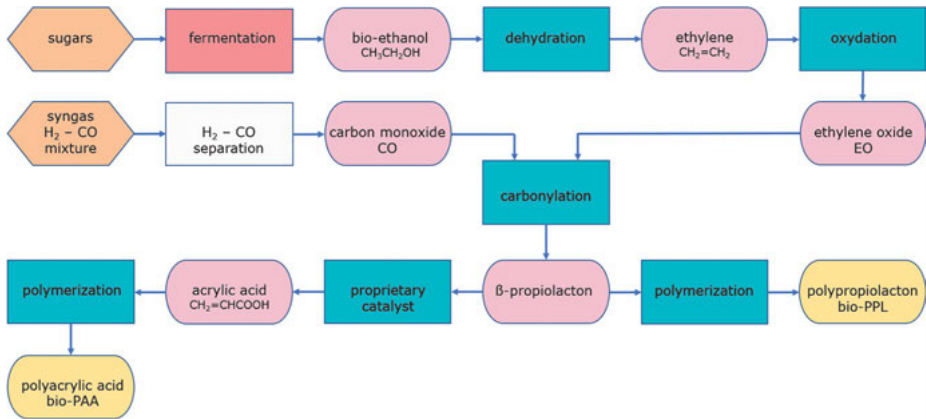 sugars
fermentation
bio-ethanol
CH₃CH₂OH
dehydration
ethylene
CH₂=CH₂
oxydation
syngas
H₂ – CO
mixture
H₂ – CO
separation
carbon monoxide
CO
ethylene oxide
EO
carbonylation
polymerization
acrylic acid
CH₂=CHCOOH
proprietary
catalyst
ß-propiolacton
polymerization
polypropiolacton
bio-PPL
polyacrylic acid
bio-PAA